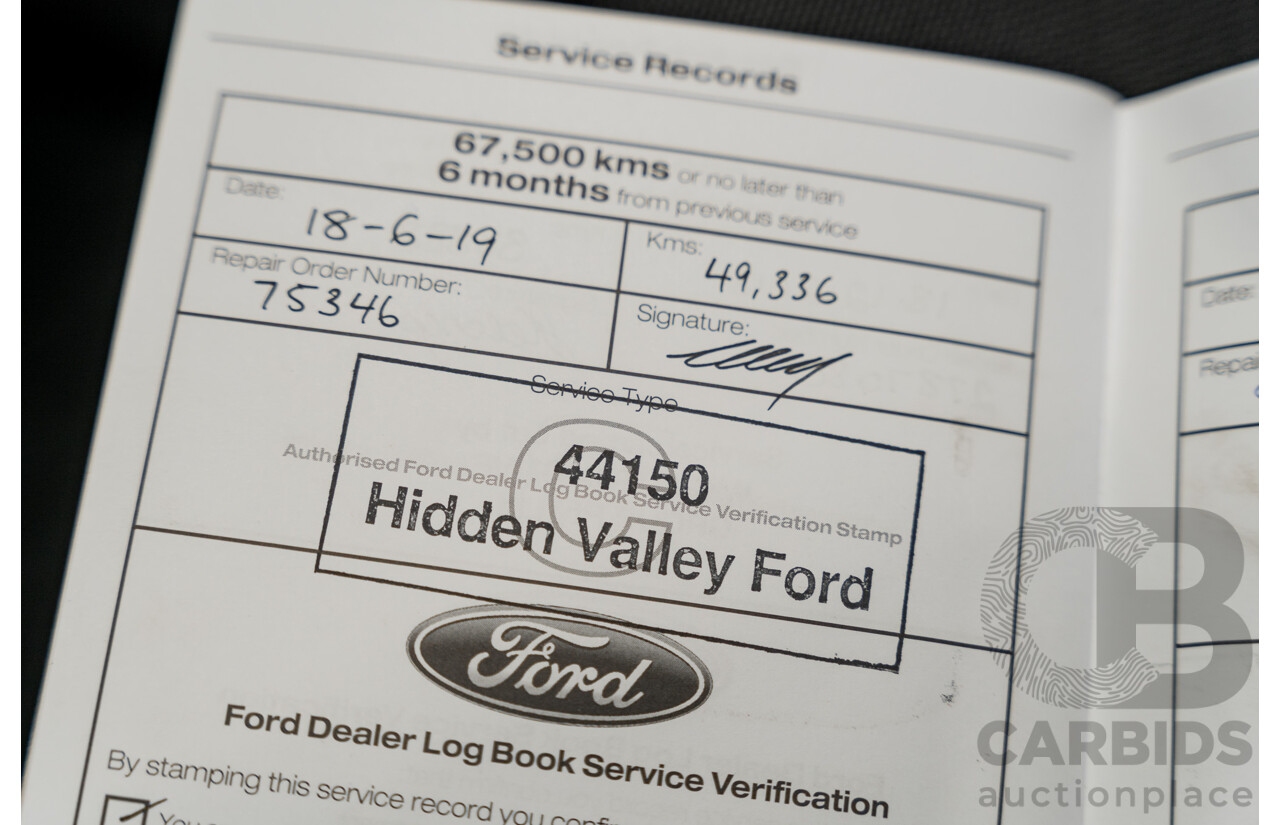 Service Records
67,500 kms or no later than
6 months from previous service
Date:
18-6-19
Kms:
49,336
Repair Order Number:
75346
Signature:
Service Type
C
44150
Authorised Ford Dealer Log Book Service Verification Stamp
Hidden Valley Ford
Ford
Ford Dealer Log Book Service Verification
By stamping this service record you
Date:
CB
CARBIDS
auctionplace